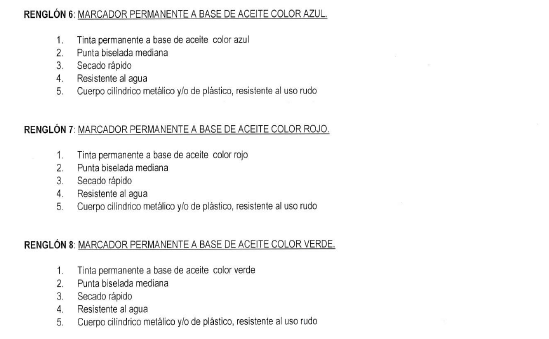 RENGLÓN 6: MARCADOR PERMANENTE A BASE DE ACEITE COLOR AZUL.
1. Tinta permanente a base de aceite color azul
2. Punta biselada mediana
3. Secado rápido
4. Resistente al agua
5. Cuerpo cilíndrico metálico y/o de plástico, resistente al uso rudo
RENGLÓN 7: MARCADOR PERMANENTE A BASE DE ACEITE COLOR ROJO.
1. Tinta permanente a base de aceite color rojo
2. Punta biselada mediana
3. Secado rápido
4. Resistente al agua
5. Cuerpo cilíndrico metálico y/o de plástico, resistente al uso rudo
RENGLÓN 8: MARCADOR PERMANENTE A BASE DE ACEITE COLOR VERDE.
1. Tinta permanente a base de aceite color verde
2. Punta biselada mediana
3. Secado rápido
4. Resistente al agua
5. Cuerpo cilíndrico metálico y/o de plástico, resistente al uso rudo